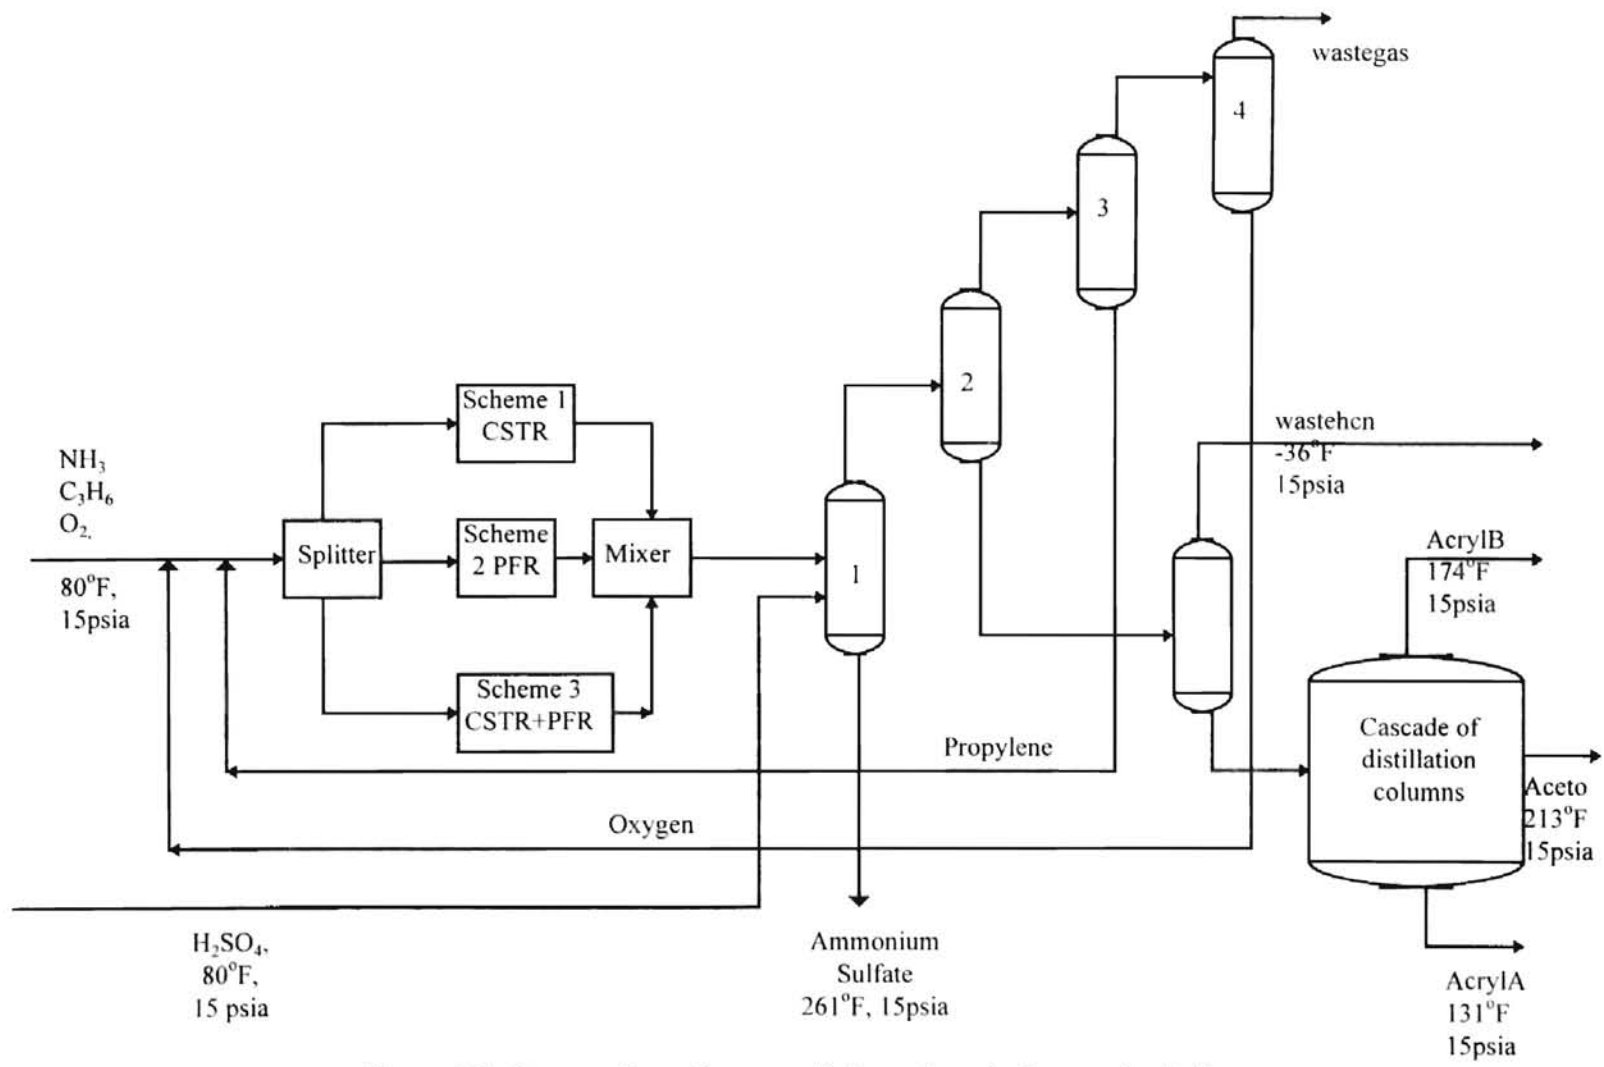 wastegas
4
3
2
wastehcn
-36°F
15psia
Scheme 1
CSTR
NH₃
C₃H₆
O₂,
80°F,
15psia
Splitter
Scheme
2 PFR
Mixer
1
AcrylB
174°F
15psia
Scheme 3
CSTR+PFR
Cascade of
distillation
columns
Propylene
Oxygen
Aceto
213°F
15psia
H₂SO₄,
80°F,
15 psia
Ammonium
Sulfate
261°F, 15psia
AcrylA
131°F
15psia